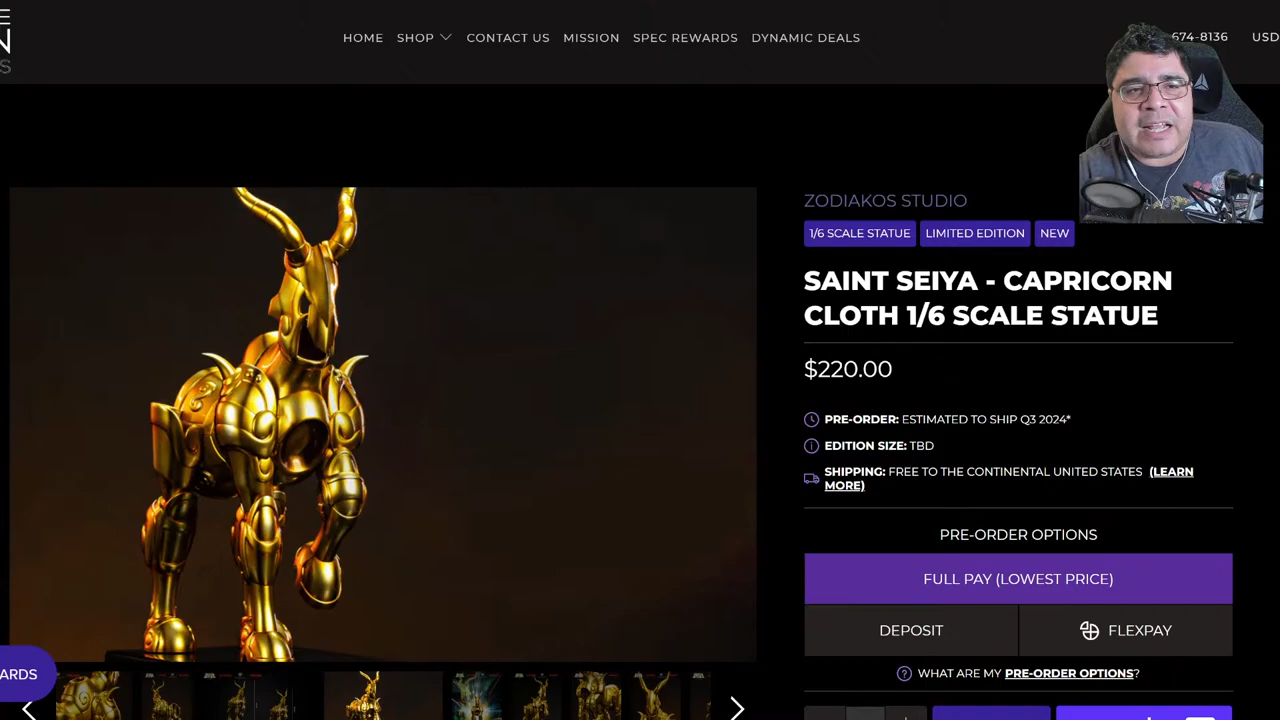 HOME SHOP CONTACT US MISSION SPEC REWARDS DYNAMIC DEALS 674-8136 USD
ZODIAKOS STUDIO
1/6 SCALE STATUE LIMITED EDITION NEW
SAINT SEIYA - CAPRICORN
CLOTH 1/6 SCALE STATUE
$220.00
PRE-ORDER: ESTIMATED TO SHIP Q3 2024*
EDITION SIZE: TBD
SHIPPING: FREE TO THE CONTINENTAL UNITED STATES (LEARN
MORE)
PRE-ORDER OPTIONS
FULL PAY (LOWEST PRICE)
DEPOSIT FLEXPAY
WHAT ARE MY PRE-ORDER OPTIONS?
ARDS